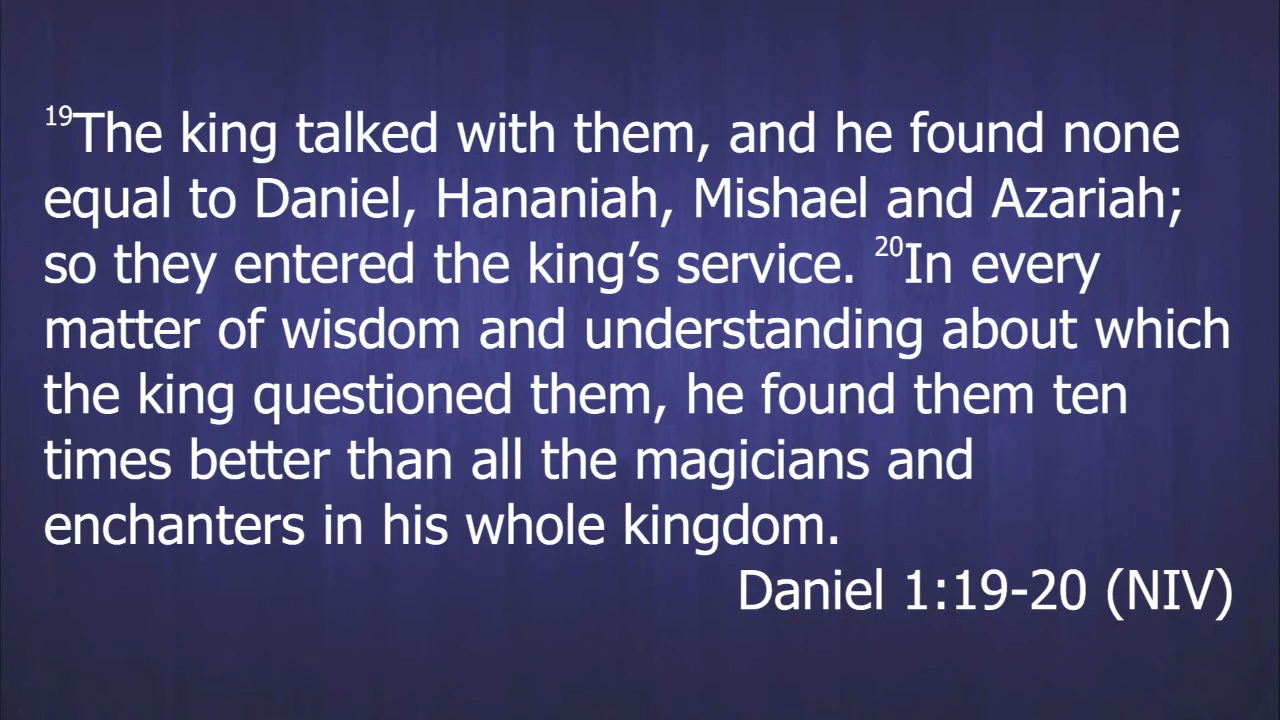 ¹⁹The king talked with them, and he found none
equal to Daniel, Hananiah, Mishael and Azariah;
so they entered the king’s service. ²⁰In every
matter of wisdom and understanding about which
the king questioned them, he found them ten
times better than all the magicians and
enchanters in his whole kingdom.
Daniel 1:19-20 (NIV)